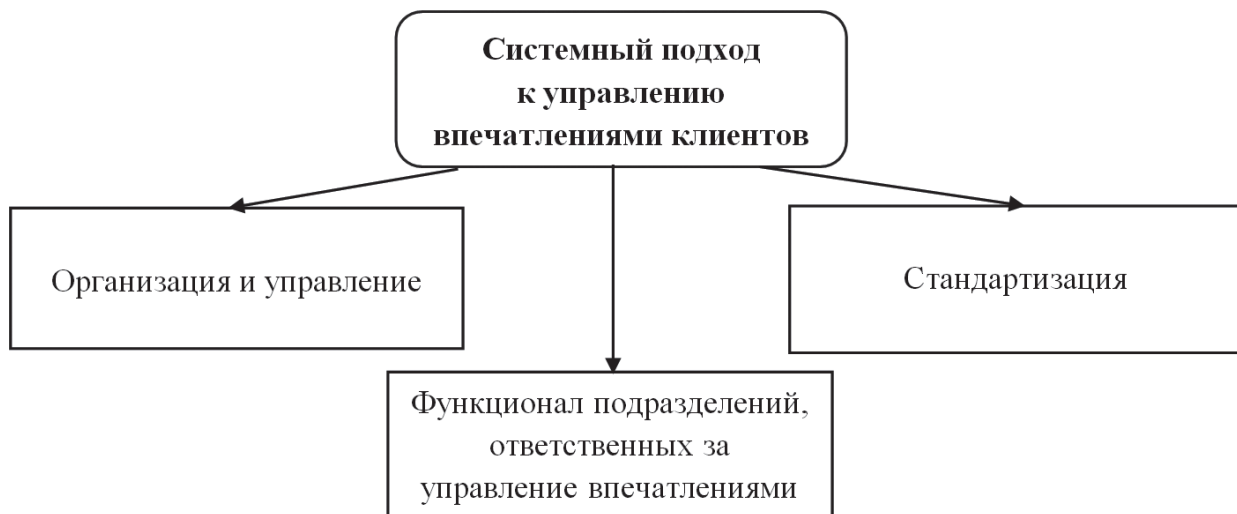 Системный подход
к управлению
впечатлениями клиентов
Организация и управление
Стандартизация
Функционал подразделений,
ответственных за
управление впечатлениями